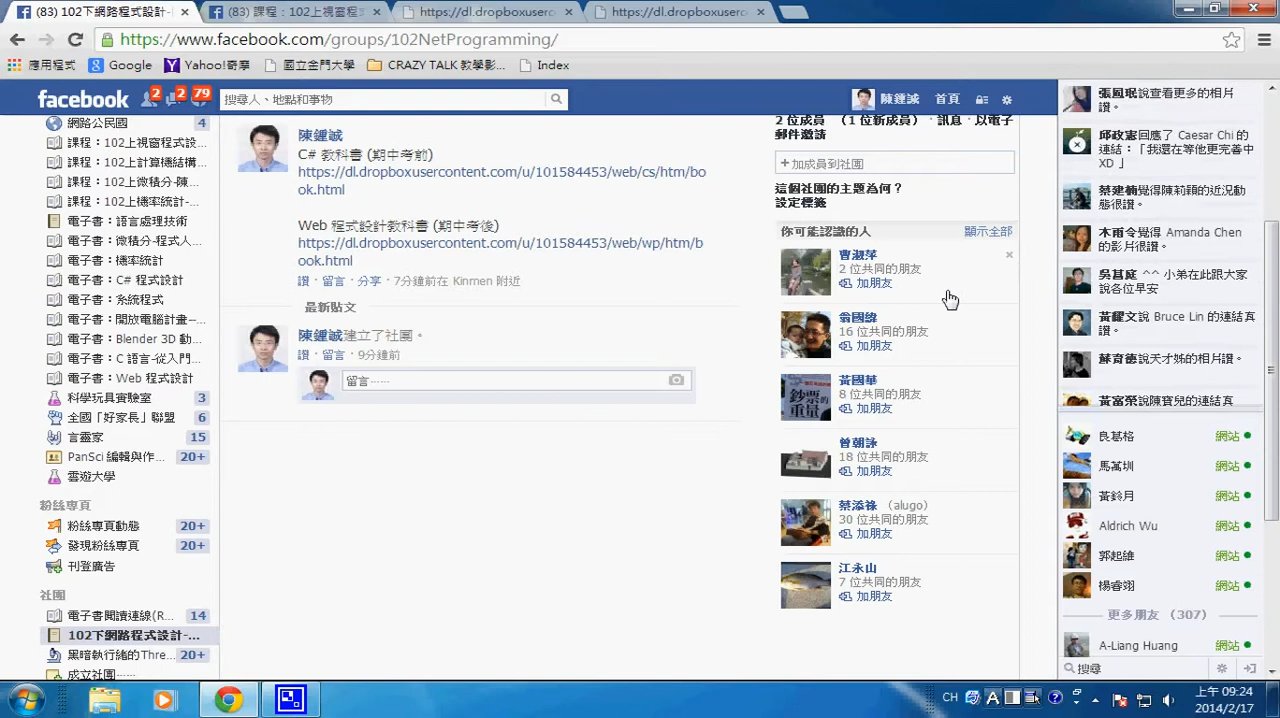 (83) 102下網路程式設計-
(83) 課程：102上視窗程式
https://dl.dropboxuserc
https://dl.dropboxuserco
https://www.facebook.com/groups/102NetProgramming/
應用程式
Google
Yahoo!奇摩
國立金門大學
CRAZY TALK 教學影...
Index
facebook
2
2
79
搜尋人、地點和事物
陳鍾誠
首頁
網路公民國
4
課程：102上視窗程式設...
課程：102上計算機結構...
課程：102上微積分-陳...
課程：102上機率統計-...
電子書：語言處理技術
電子書：微積分-程式人...
電子書：機率統計
電子書：C# 程式設計
電子書：系統程式
電子書：開放電腦計畫--...
電子書：Blender 3D 動...
電子書：C 語言-從入門...
電子書：Web 程式設計
科學玩具實驗室
3
全國「好家長」聯盟
6
言靈家
15
PanSci 編輯與作...
20+
雲遊大學
粉絲專頁
粉絲專頁動態
20+
發現粉絲專頁
20+
刊登廣告
社團
電子書閱讀連線(R...
14
102下網路程式設計-...
黑暗執行緒的Thre...
20+
成立社團……
陳鍾誠
C# 教科書 (期中考前)
https://dl.dropboxusercontent.com/u/101584453/web/cs/htm/bo
ok.html
Web 程式設計教科書 (期中考後)
https://dl.dropboxusercontent.com/u/101584453/web/wp/htm/b
ook.html
讚 · 留言 · 分享 · 7分鐘前在 Kinmen 附近
最新貼文
陳鍾誠建立了社團。
讚 · 留言 · 9分鐘前
留言……
2 位成員 （1 位新成員） · 訊息 · 以電子
郵件邀請
+加成員到社團
這個社團的主題為何？
設定標籤
你可能認識的人
顯示全部
曹淑萍
2 位共同的朋友
加朋友
翁國緯
16 位共同的朋友
加朋友
黃國華
8 位共同的朋友
加朋友
鈔票的
重量
曾朝詠
18 位共同的朋友
加朋友
蔡添祿 （alugo）
30 位共同的朋友
加朋友
江永山
7 位共同的朋友
加朋友
張鳳珉說查看更多的相片
讚。
邱政鄉回應了 Caesar Chi 的
連結：「我還在等他更完善中
XD 」
蔡建楠覺得陳莉穎的近況動
態很讚。
木雨令覺得 Amanda Chen
的影片很讚。
吳基庭 ^^ 小弟在此跟大家
說各位早安
黃耀文說 Bruce Lin 的連結真
讚。
蘇育德說天才姊的相片讚。
黃富榮說陳寶兒的連結真
良葛格
網站
馬萬圳
網站
黃鈴月
網站
Aldrich Wu
網站
郭起維
網站
楊睿翊
網站
更多朋友 （307）
A-Liang Huang
網站
搜尋
CH
上午 09:24
2014/2/17